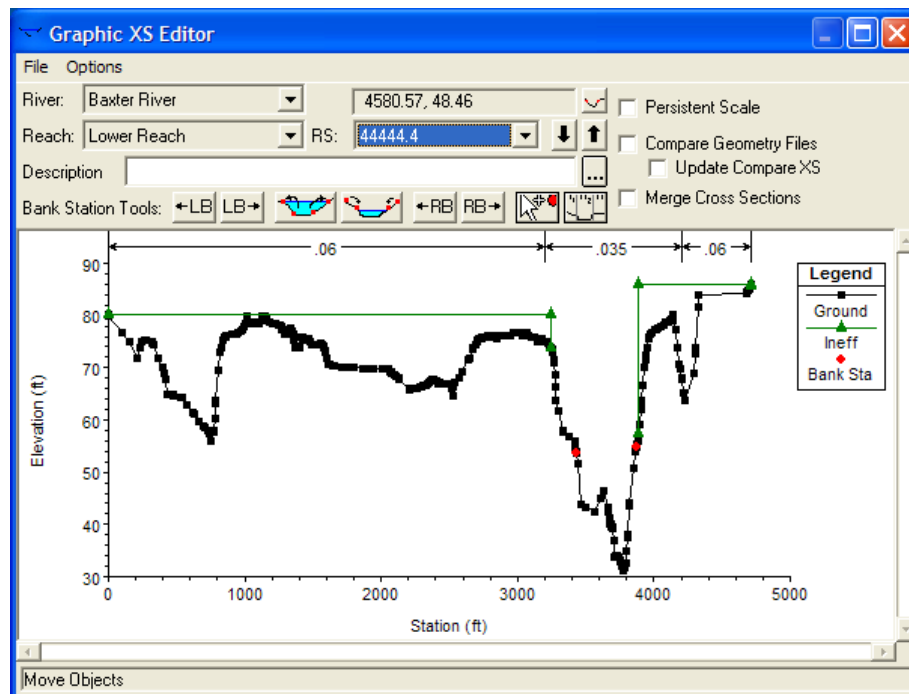 Graphic XS Editor
File Options
River: Baxter River 4580.57, 48.46 Persistent Scale
Reach: Lower Reach RS: 44444.4 Compare Geometry Files
Update Compare XS
Description ...
Bank Station Tools: LB LB RB RB Merge Cross Sections
.06 .035 .06
90
80
70
60
50
40
30
0 1000 2000 3000 4000 5000
Elevation (ft)
Station (ft)
Legend
Ground
Ineff
Bank Sta
Move Objects